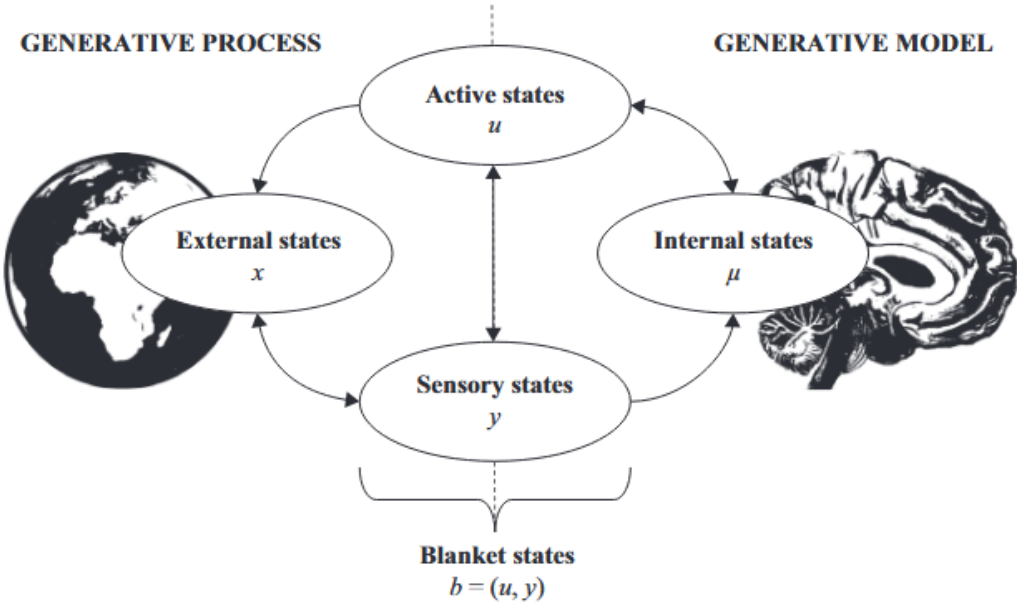 GENERATIVE PROCESS
GENERATIVE MODEL
Active states
u
External states
x
Internal states
μ
Sensory states
y
Blanket states
b = (u, y)